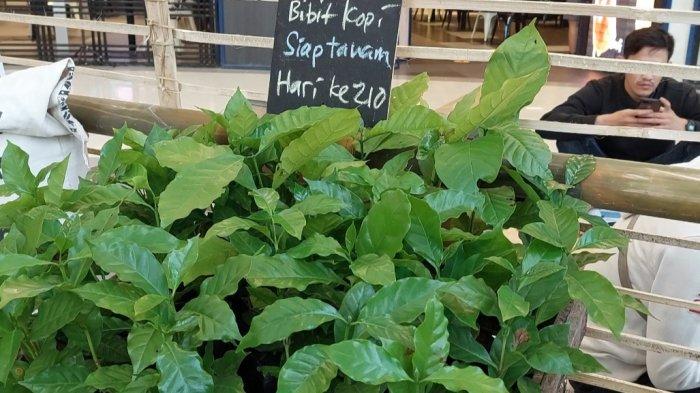 Bibit Kopi
Siap tanam
Hari ke 210